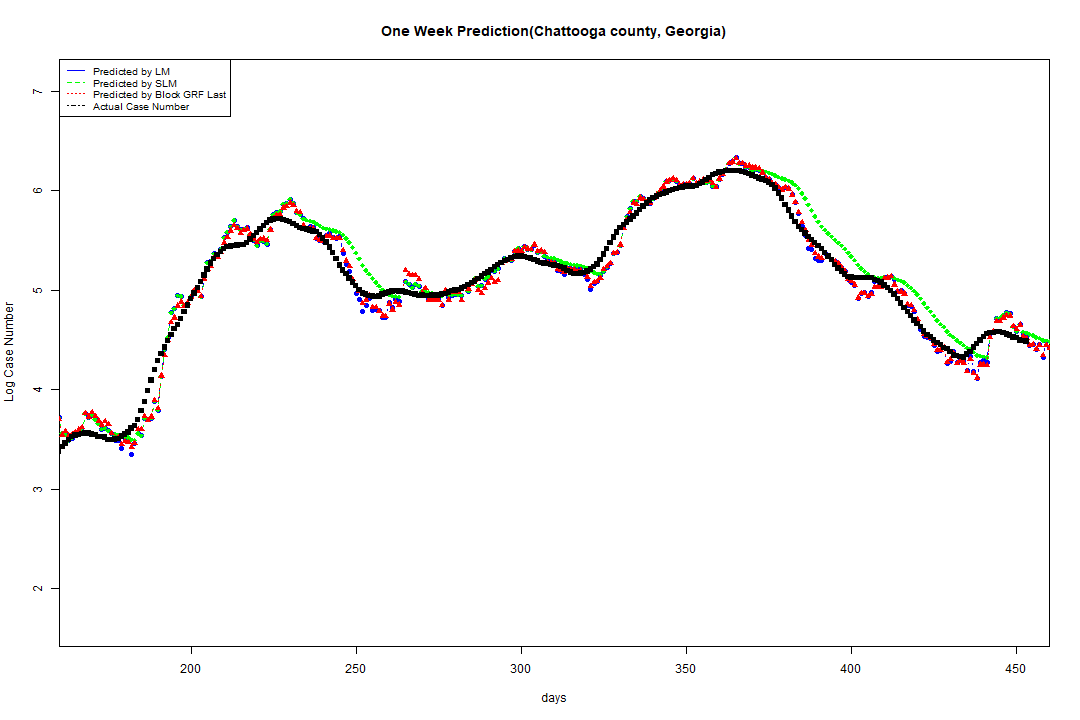 One Week Prediction(Chattooga county, Georgia)
Predicted by LM
Predicted by SLM
Predicted by Block GRF Last
Actual Case Number
7
6
5
4
3
2
Log Case Number
200
250
300
350
400
450
days